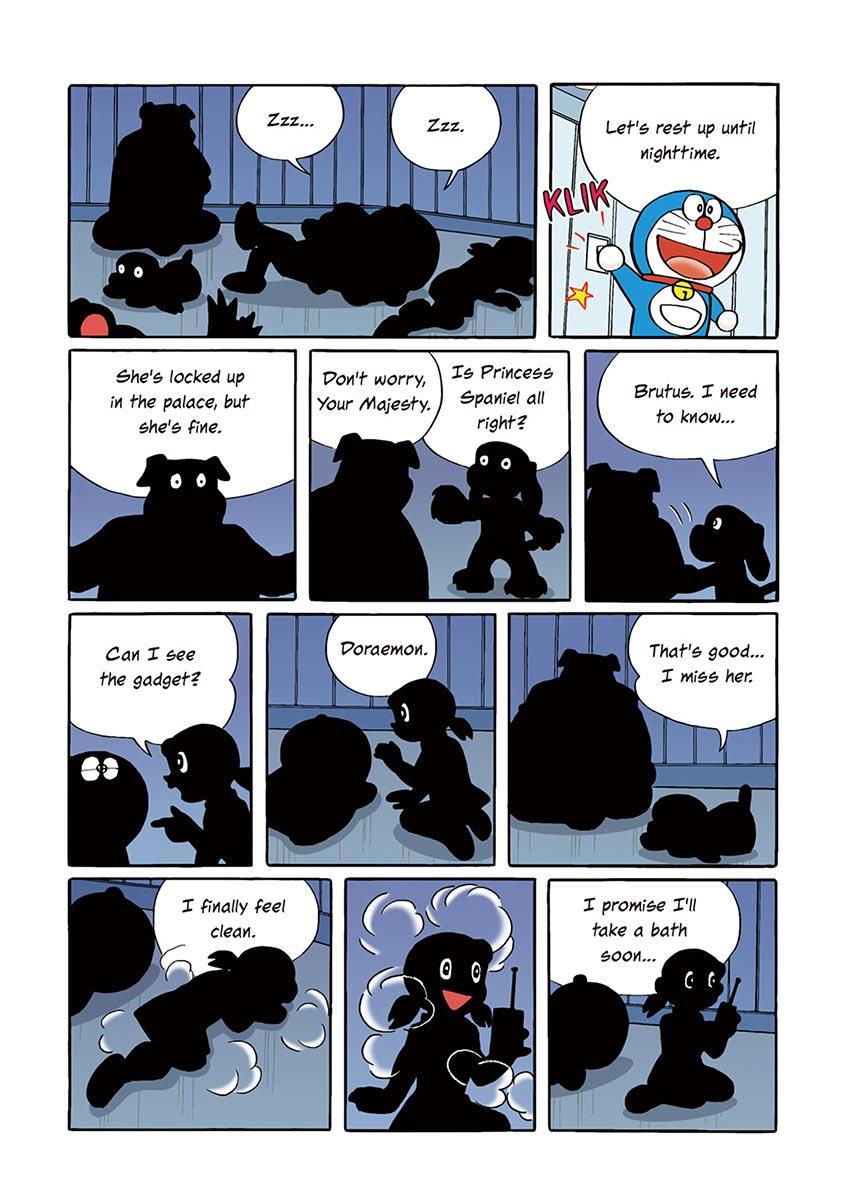 Let's rest up until
nighttime.
KLIK
Zzz.
Zzz...
Brutus. I need
to know...
Is Princess
Spaniel all
right?
Don't worry,
Your Majesty.
She's locked up
in the palace, but
she's fine.
That's good...
I miss her.
Doraemon.
Can I see
the gadget?
I promise I'll
take a bath
soon...
I finally feel
clean.